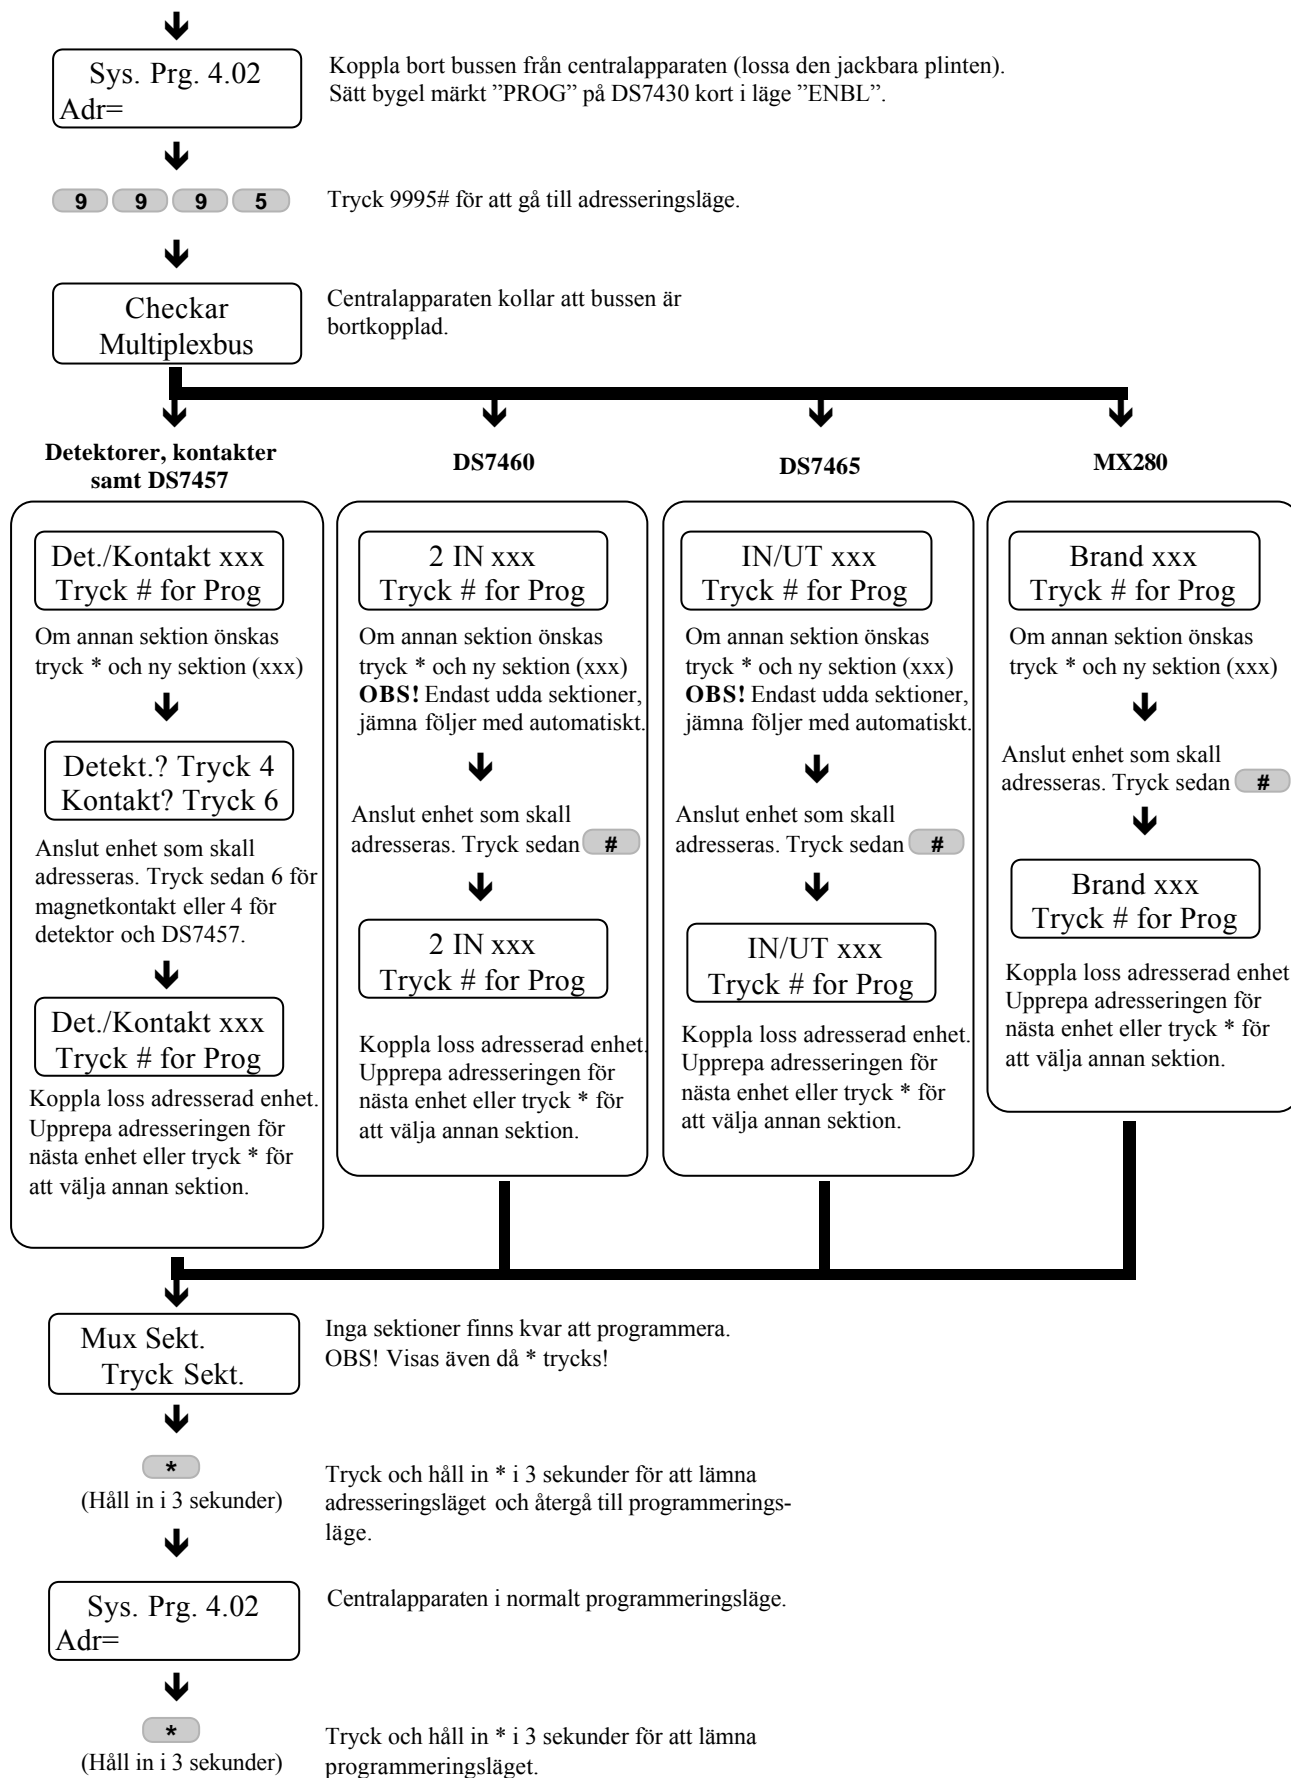 Sys. Prg. 4.02
Adr=
Koppla bort bussen från centralapparaten (lossa den jackbara plinten).
Sätt bygel märkt ”PROG” på DS7430 kort i läge ”ENBL”.
9 9 9 5
Tryck 9995# för att gå till adresseringsläge.
Checkar
Multiplexbus
Centralapparaten kollar att bussen är
bortkopplad.
Detektorer, kontakter
samt DS7457
Det./Kontakt xxx
Tryck # for Prog
Om annan sektion önskas
tryck * och ny sektion (xxx)
Detekt.? Tryck 4
Kontakt? Tryck 6
Anslut enhet som skall
adresseras. Tryck sedan 6 för
magnetkontakt eller 4 för
detektor och DS7457.
Det./Kontakt xxx
Tryck # for Prog
Koppla loss adresserad enhet.
Upprepa adresseringen för
nästa enhet eller tryck * för
att välja annan sektion.
DS7460
2 IN xxx
Tryck # for Prog
Om annan sektion önskas
tryck * och ny sektion (xxx)
OBS! Endast udda sektioner,
jämna följer med automatiskt.
Anslut enhet som skall
adresseras. Tryck sedan #
2 IN xxx
Tryck # for Prog
Koppla loss adresserad enhet.
Upprepa adresseringen för
nästa enhet eller tryck * för
att välja annan sektion.
DS7465
IN/UT xxx
Tryck # for Prog
Om annan sektion önskas
tryck * och ny sektion (xxx)
OBS! Endast udda sektioner,
jämna följer med automatiskt.
Anslut enhet som skall
adresseras. Tryck sedan #
IN/UT xxx
Tryck # for Prog
Koppla loss adresserad enhet.
Upprepa adresseringen för
nästa enhet eller tryck * för
att välja annan sektion.
MX280
Brand xxx
Tryck # for Prog
Om annan sektion önskas
tryck * och ny sektion (xxx)
Anslut enhet som skall
adresseras. Tryck sedan #
Brand xxx
Tryck # for Prog
Koppla loss adresserad enhet
Upprepa adresseringen för
nästa enhet eller tryck * för
att välja annan sektion.
Mux Sekt.
Tryck Sekt.
Inga sektioner finns kvar att programmera.
OBS! Visas även då * trycks!
*
(Håll in i 3 sekunder)
Tryck och håll in * i 3 sekunder för att lämna
adresseringsläget och återgå till programmerings-
läge.
Sys. Prg. 4.02
Adr=
Centralapparaten i normalt programmeringsläge.
*
(Håll in i 3 sekunder)
Tryck och håll in * i 3 sekunder för att lämna
programmeringsläget.